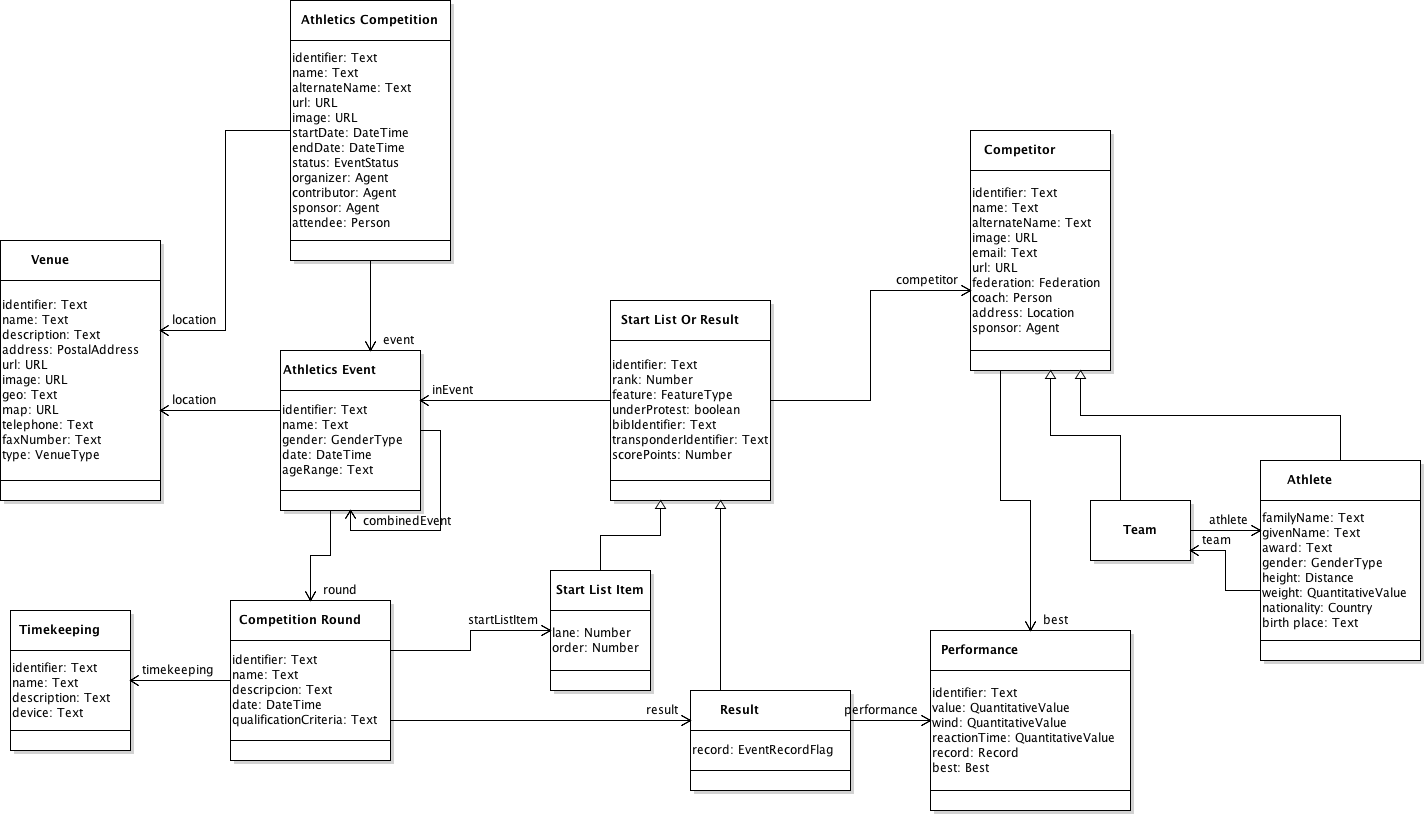 Athletics Competition
identifier: Text
name: Text
alternateName: Text
url: URL
image: URL
startDate: DateTime
endDate: DateTime
status: EventStatus
organizer: Agent
contributor: Agent
sponsor: Agent
attendee: Person
Venue
identifier: Text
name: Text
description: Text
address: PostalAddress
url: URL
image: URL
geo: Text
map: URL
telephone: Text
faxNumber: Text
type: VenueType
location
location
event
Athletics Event
identifier: Text
name: Text
gender: GenderType
date: DateTime
ageRange: Text
inEvent
combinedEvent
round
Start List Or Result
identifier: Text
rank: Number
feature: FeatureType
underProtest: boolean
bibIdentifier: Text
transponderIdentifier: Text
scorePoints: Number
competitor
Competitor
identifier: Text
name: Text
alternateName: Text
image: URL
email: Text
url: URL
federation: Federation
coach: Person
address: Location
sponsor: Agent
Team
athlete
team
Athlete
familyName: Text
givenName: Text
award: Text
gender: GenderType
height: Distance
weight: QuantitativeValue
nationality: Country
birth place: Text
Timekeeping
identifier: Text
name: Text
description: Text
device: Text
timekeeping
Competition Round
identifier: Text
name: Text
descripcion: Text
date: DateTime
qualificationCriteria: Text
startListItem
Start List Item
lane: Number
order: Number
result
Result
record: EventRecordFlag
performance
best
Performance
identifier: Text
value: QuantitativeValue
wind: QuantitativeValue
reactionTime: QuantitativeValue
record: Record
best: Best